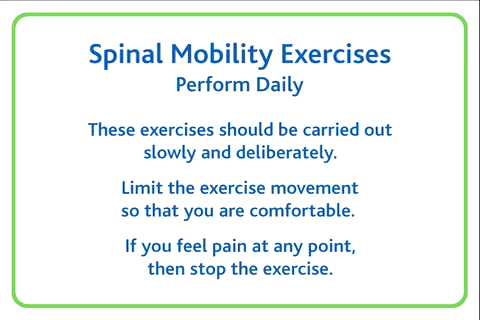 Spinal Mobility Exercises
Perform Daily
These exercises should be carried out
slowly and deliberately.
Limit the exercise movement
so that you are comfortable.
If you feel pain at any point,
then stop the exercise.